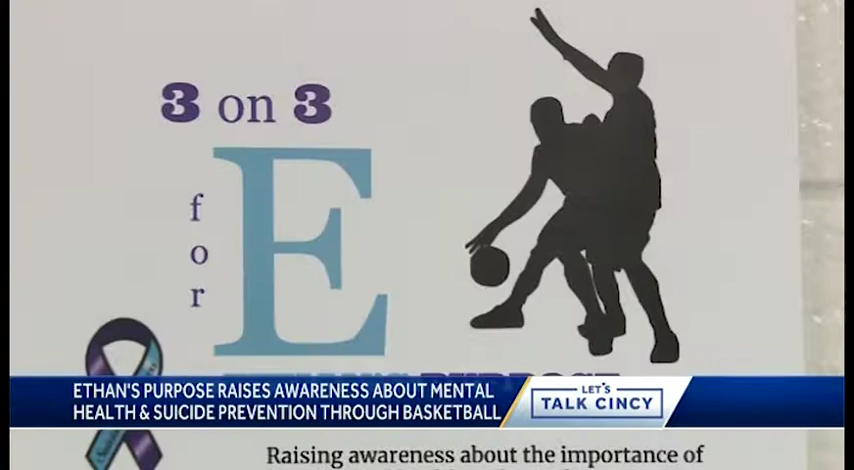 3 on 3
for
E
ETHAN'S PURPOSE RAISES AWARENESS ABOUT MENTAL
HEALTH & SUICIDE PREVENTION THROUGH BASKETBALL
LET'S
TALK CINCY
Raising awareness about the importance of